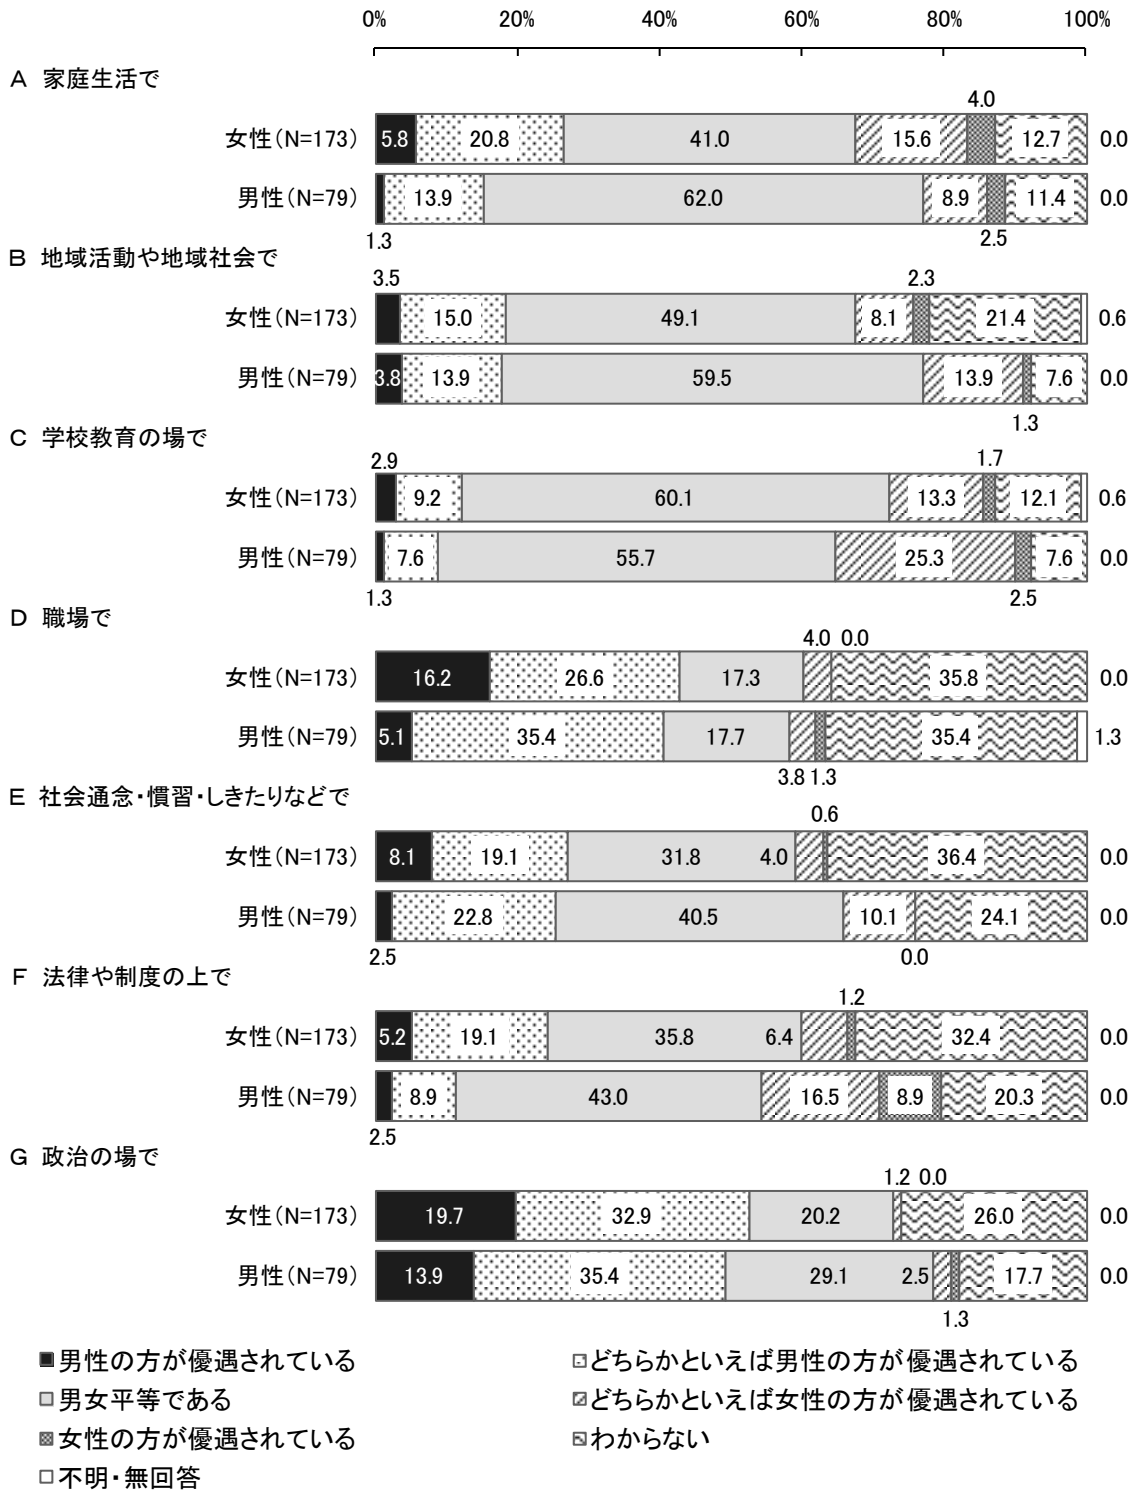 0% 20% 40% 60% 80% 100%
A 家庭生活で
4.0
女性(N=173) 5.8 20.8 41.0 15.6 12.7 0.0
男性(N=79) 13.9 62.0 8.9 11.4 0.0
1.3 2.5
B 地域活動や地域社会で
3.5 2.3
女性(N=173) 15.0 49.1 8.1 21.4 0.6
男性(N=79) 3.8 13.9 59.5 13.9 7.6 0.0
1.3
C 学校教育の場で
2.9 1.7
女性(N=173) 9.2 60.1 13.3 12.1 0.6
男性(N=79) 7.6 55.7 25.3 7.6 0.0
1.3 2.5
D 職場で
4.0 0.0
女性(N=173) 16.2 26.6 17.3 35.8 0.0
男性(N=79) 5.1 35.4 17.7 35.4 1.3
3.8 1.3
E 社会通念・慣習・しきたりなどで
0.6
女性(N=173) 8.1 19.1 31.8 4.0 36.4 0.0
男性(N=79) 22.8 40.5 10.1 24.1 0.0
2.5 0.0
F 法律や制度の上で
1.2
女性(N=173) 5.2 19.1 35.8 6.4 32.4 0.0
男性(N=79) 8.9 43.0 16.5 8.9 20.3 0.0
2.5
G 政治の場で
1.2 0.0
女性(N=173) 19.7 32.9 20.2 26.0 0.0
男性(N=79) 13.9 35.4 29.1 2.5 17.7 0.0
1.3
男性の方が優遇されている どちらかといえば男性の方が優遇されている
男女平等である どちらかといえば女性の方が優遇されている
女性の方が優遇されている わからない
不明・無回答